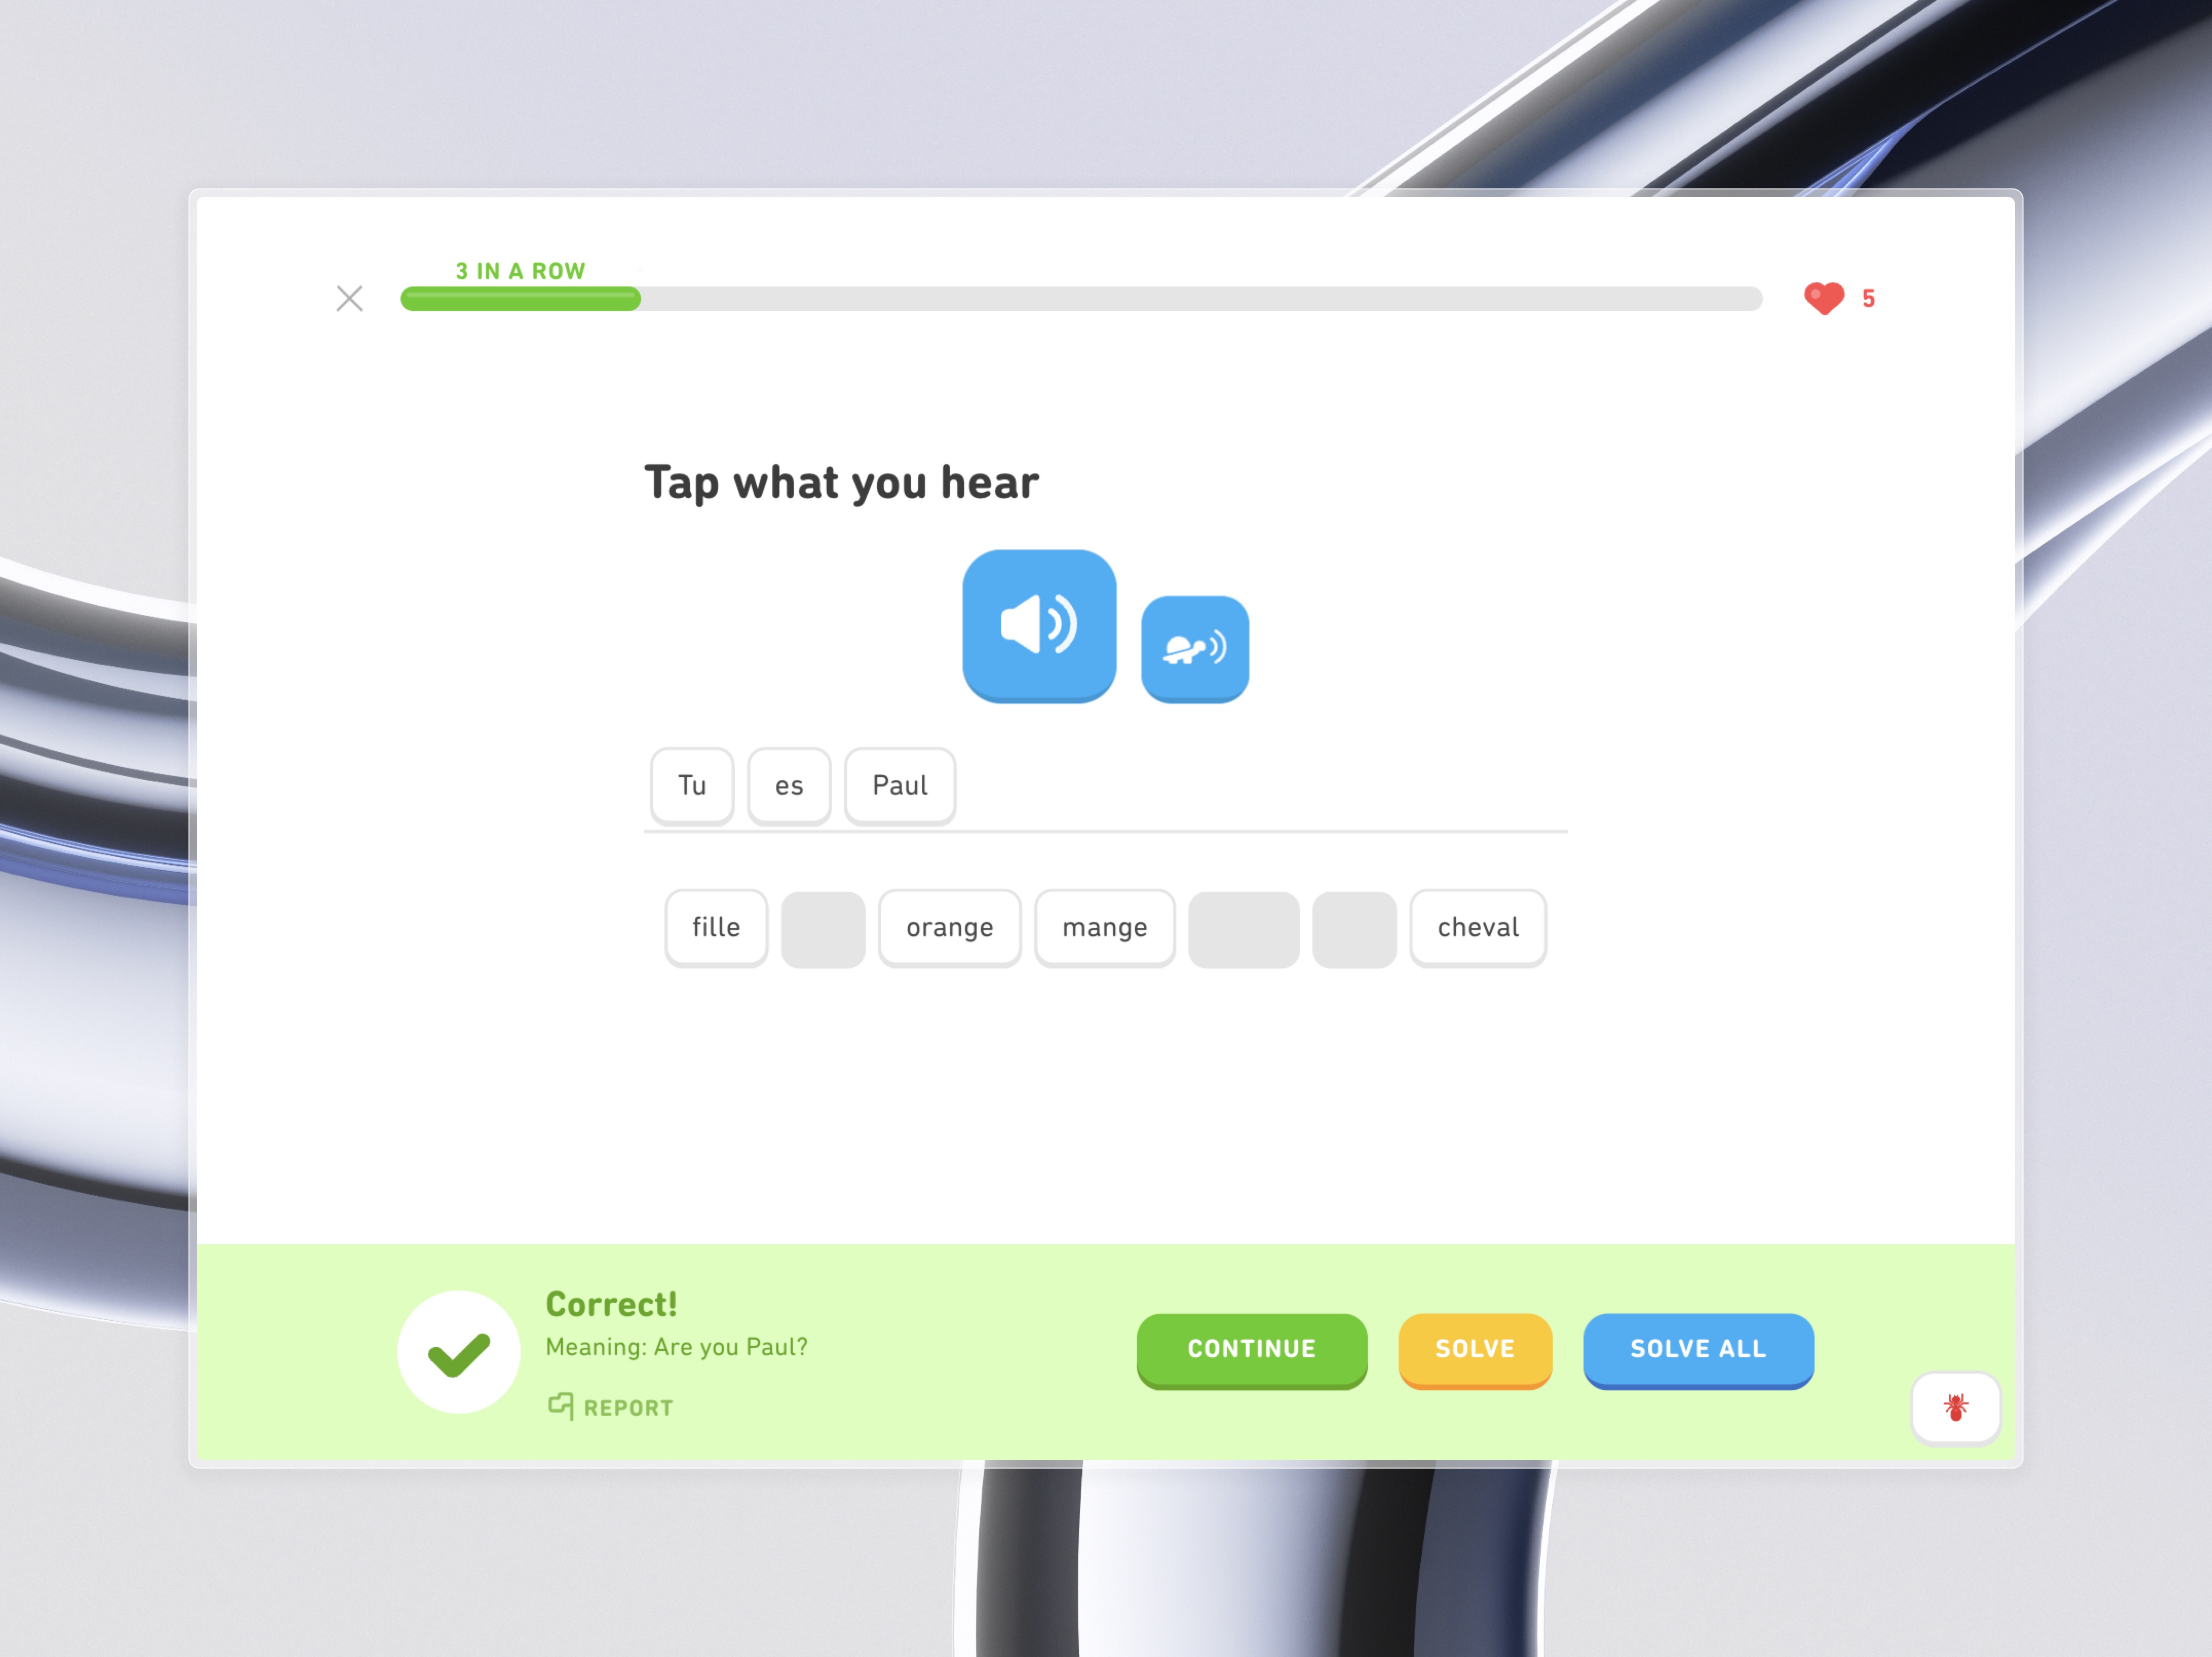 3 IN A ROW
5
Tap what you hear
Tu es Paul
fille orange mange cheval
Correct!
Meaning: Are you Paul?
REPORT
CONTINUE SOLVE SOLVE ALL